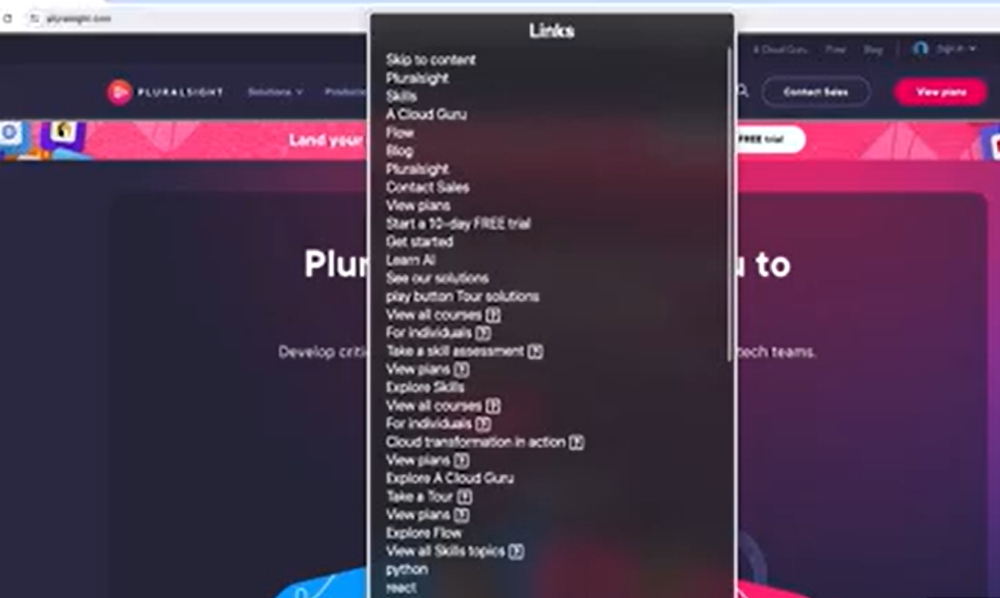 pluralsight.com
Links
Skip to content
Pluralsight
Skills
A Cloud Guru
Flow
Blog
Pluralsight
Contact Sales
View plans
Start a 10-day FREE trial
Get started
Learn AI
See our solutions
play button Tour solutions
View all courses
For individuals
Take a skill assessment
View plans
Explore Skills
View all courses
For individuals
Cloud transformation in action
View plans
Explore A Cloud Guru
Take a Tour
View plans
Explore Flow
View all Skills topics
python
react
A Cloud Guru Flow Blog Sign in
PLURALSIGHT Solutions Products Contact Sales View plans
Land your FREE trial
Plur u to
Develop criti tech teams.